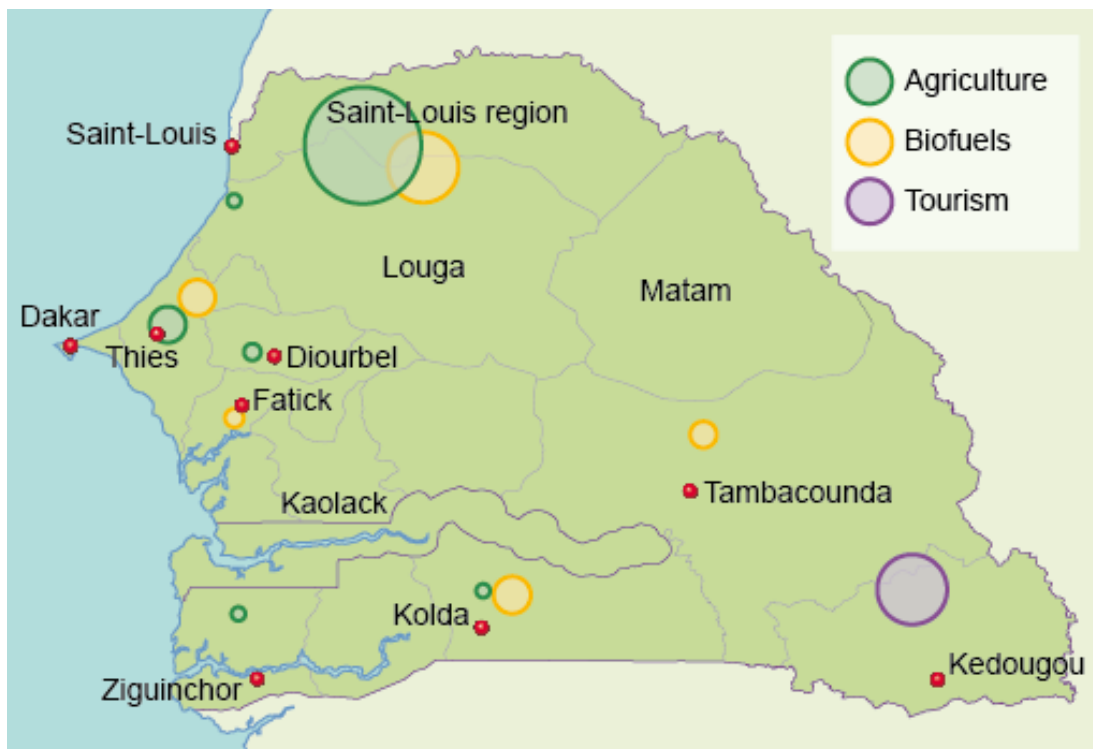 Agriculture
Biofuels
Tourism
Saint-Louis region
Saint-Louis
Louga
Matam
Dakar
Thies
Diourbel
Fatick
Kaolack
Tambacounda
Kolda
Kedougou
Ziguinchor